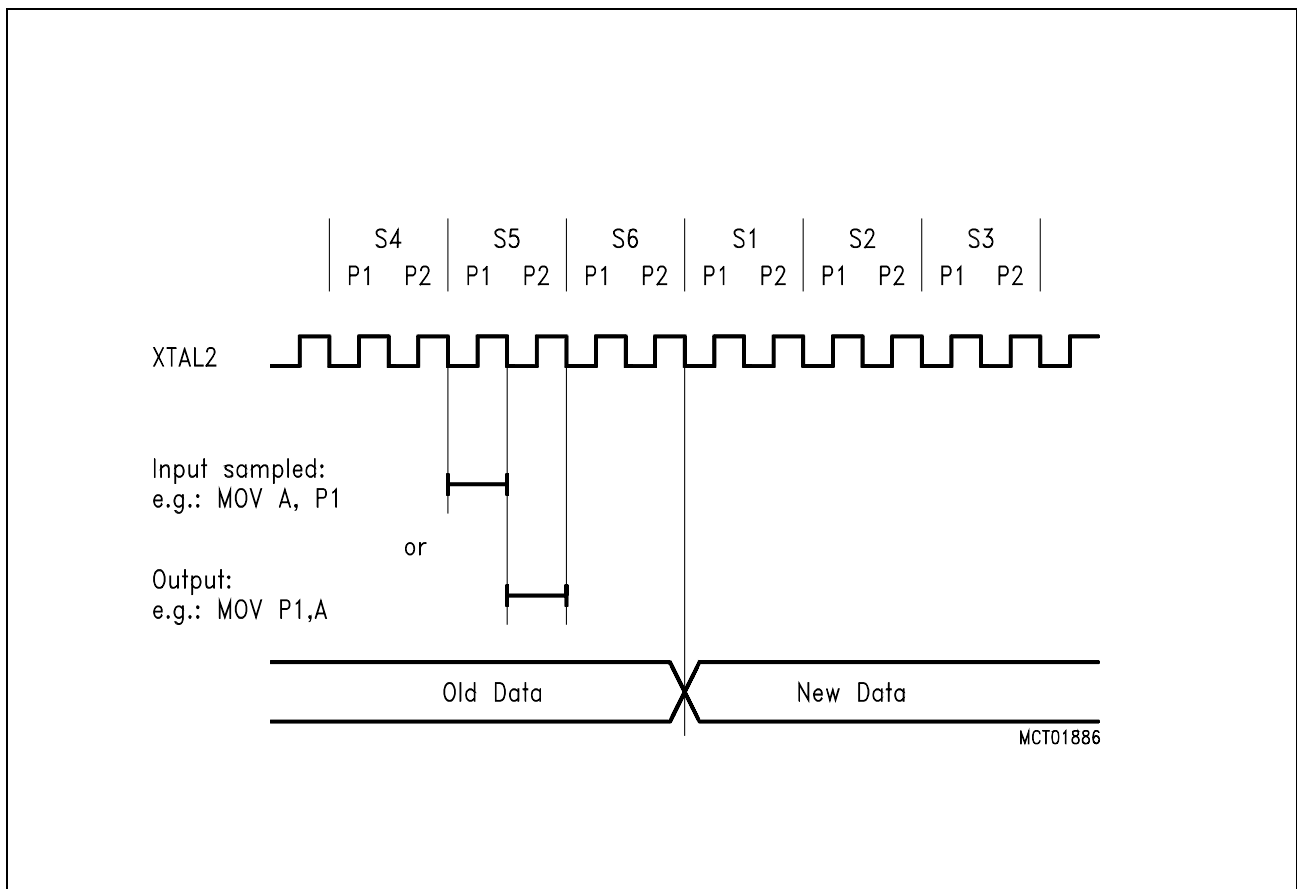 S4 S5 S6 S1 S2 S3
P1 P2 P1 P2 P1 P2 P1 P2 P1 P2 P1 P2
XTAL2
Input sampled:
e.g.: MOV A, P1
or
Output:
e.g.: MOV P1,A
Old Data New Data
MCT01886